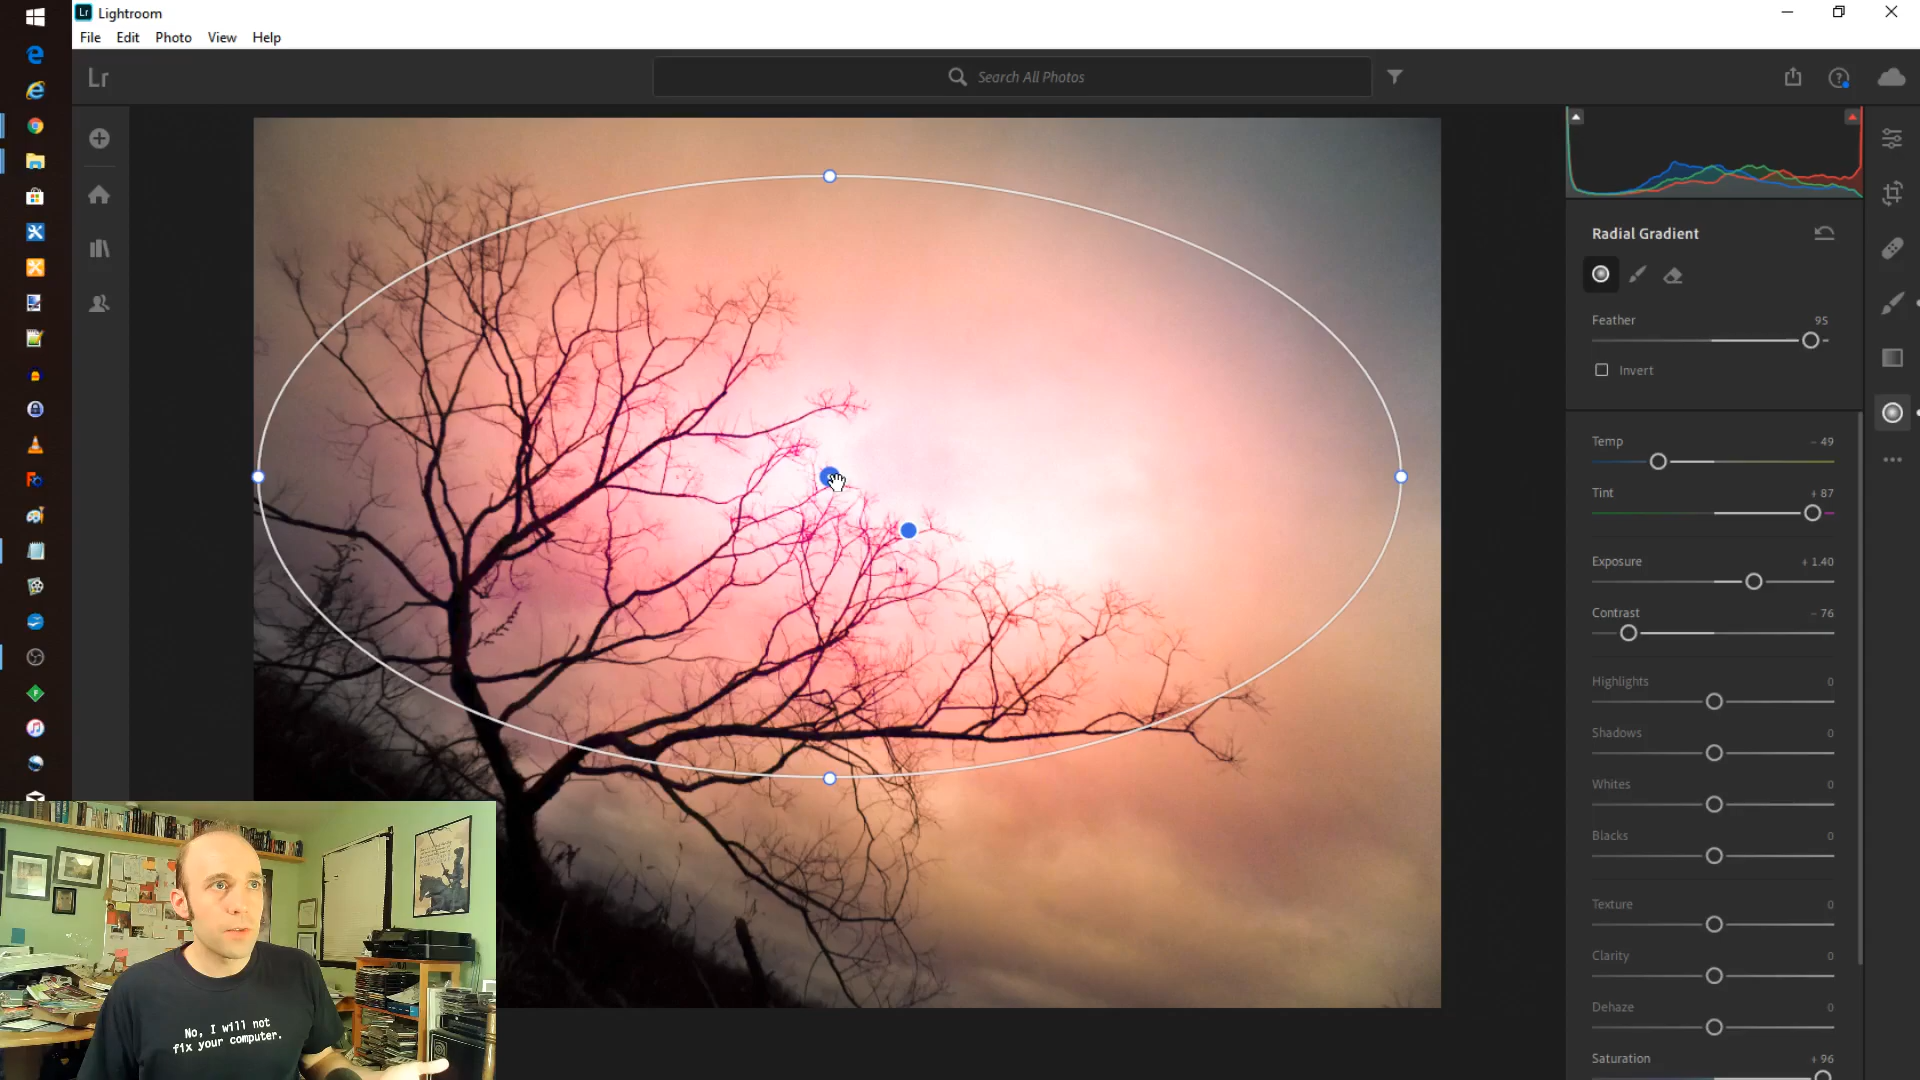 Lr Lightroom
File Edit Photo View Help
Lr Search All Photos
Radial Gradient
Feather 95
Invert
Temp − 49
Tint + 87
Exposure + 1.40
Contrast − 76
Highlights 0
Shadows 0
Whites 0
Blacks 0
Texture 0
Clarity 0
Dehaze 0
Saturation + 96
No, I will not
fix your computer.